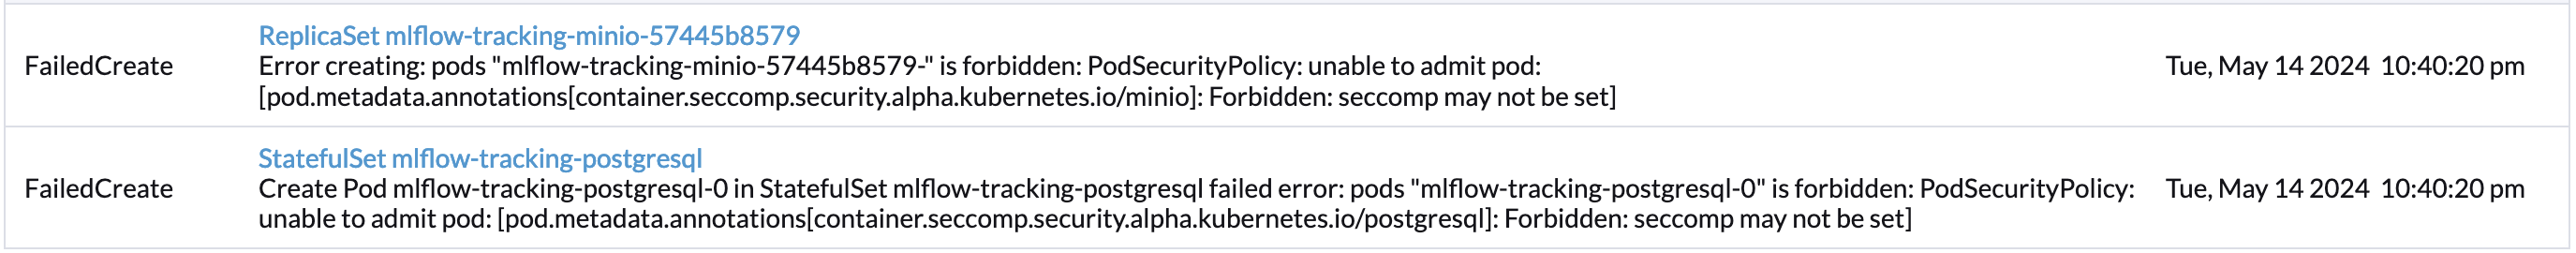 ReplicaSet mlflow-tracking-minio-57445b8579
FailedCreate Error creating: pods "mlflow-tracking-minio-57445b8579-" is forbidden: PodSecurityPolicy: unable to admit pod: Tue, May 14 2024 10:40:20 pm
[pod.metadata.annotations[container.seccomp.security.alpha.kubernetes.io/minio]: Forbidden: seccomp may not be set]
StatefulSet mlflow-tracking-postgresql
FailedCreate Create Pod mlflow-tracking-postgresql-0 in StatefulSet mlflow-tracking-postgresql failed error: pods "mlflow-tracking-postgresql-0" is forbidden: PodSecurityPolicy: Tue, May 14 2024 10:40:20 pm
unable to admit pod: [pod.metadata.annotations[container.seccomp.security.alpha.kubernetes.io/postgresql]: Forbidden: seccomp may not be set]